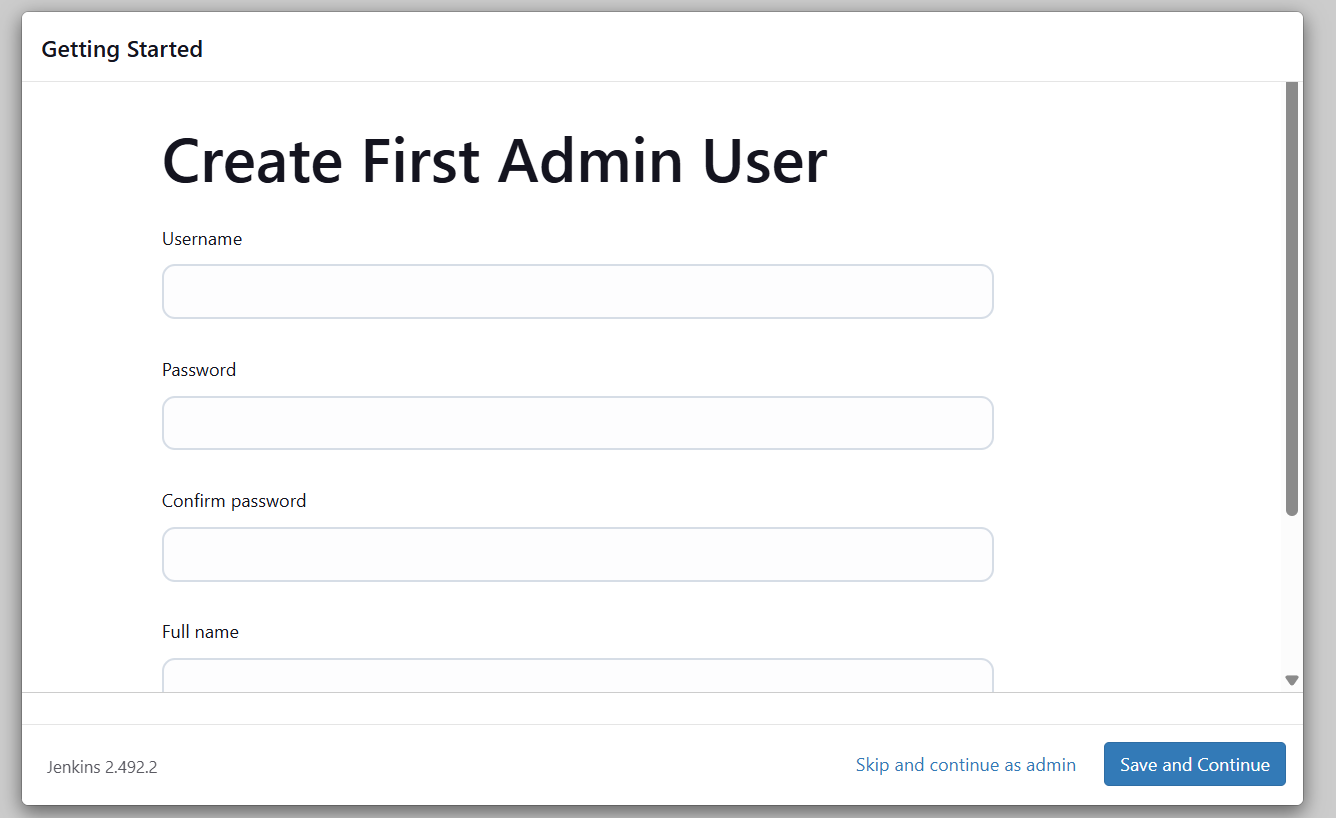 Getting Started
Create First Admin User
Username
Password
Confirm password
Full name
Jenkins 2.492.2
Skip and continue as admin
Save and Continue